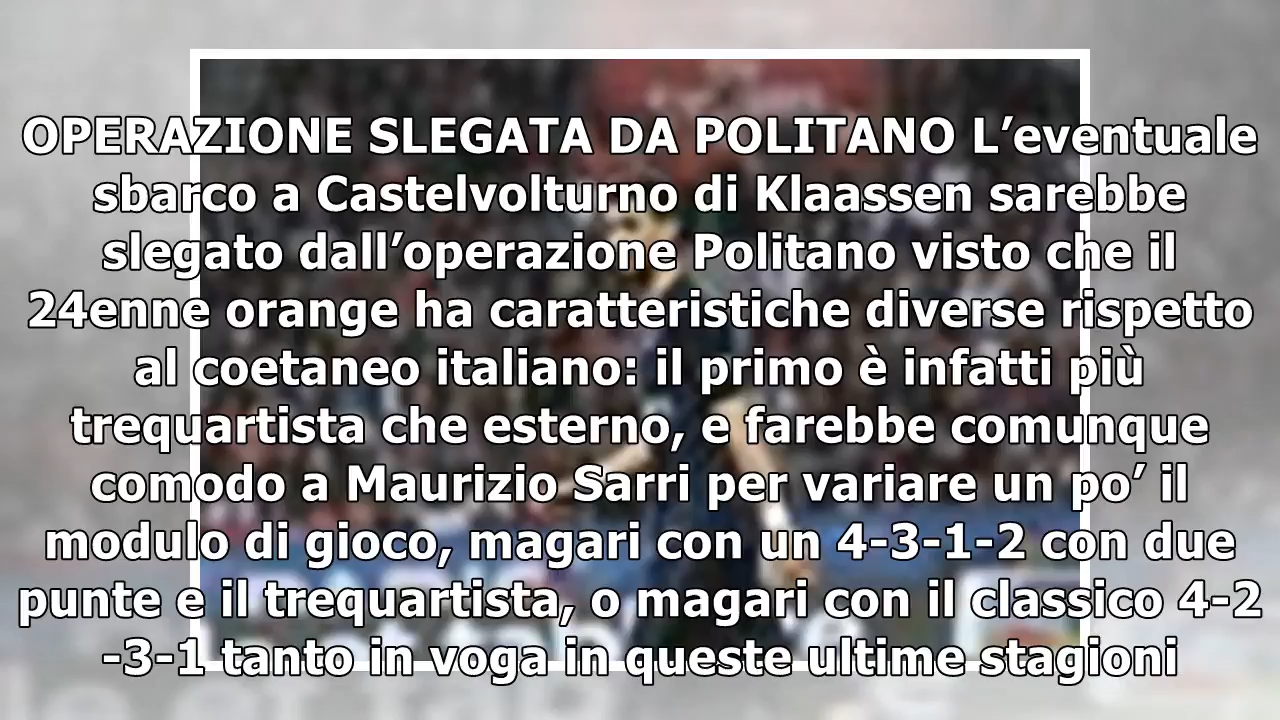 OPERAZIONE SLEGATA DA POLITANO L’eventuale
sbarco a Castelvolturno di Klaassen sarebbe
slegato dall’operazione Politano visto che il
24enne orange ha caratteristiche diverse rispetto
al coetaneo italiano: il primo è infatti più
trequartista che esterno, e farebbe comunque
comodo a Maurizio Sarri per variare un po’ il
modulo di gioco, magari con un 4-3-1-2 con due
punte e il trequartista, o magari con il classico 4-2
-3-1 tanto in voga in queste ultime stagioni